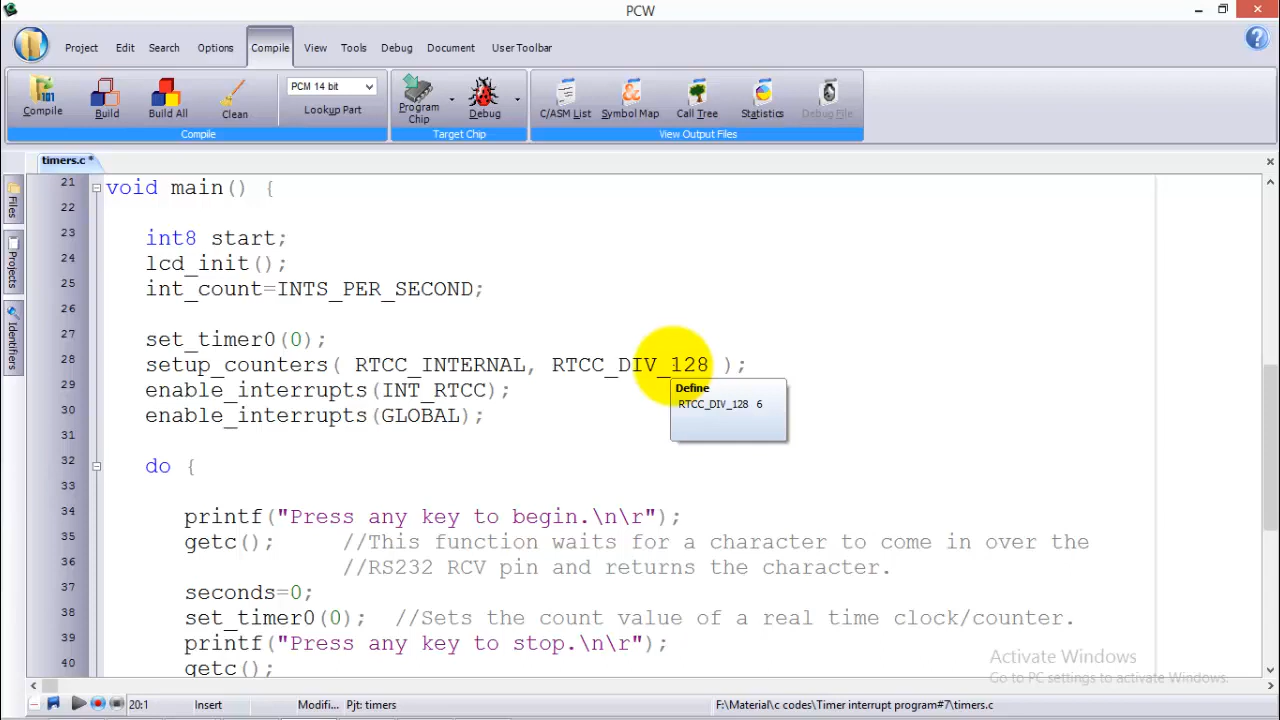 PCW
Project Edit Search Options Compile View Tools Debug Document User Toolbar
Compile Build Build All Clean PCM 14 bit Lookup Part Program Chip Debug C/ASM List Symbol Map Call Tree Statistics Debug File
Compile Target Chip View Output Files
timers.c *
Files
Projects
Identifiers
21 void main() {
22
23 int8 start;
24 lcd_init();
25 int_count=INTS_PER_SECOND;
26
27 set_timer0(0);
28 setup_counters( RTCC_INTERNAL, RTCC_DIV_128 );
29 enable_interrupts(INT_RTCC);
30 enable_interrupts(GLOBAL);
31
32 do {
33
34 printf("Press any key to begin.\n\r");
35 getc(); //This function waits for a character to come in over the
36 //RS232 RCV pin and returns the character.
37 seconds=0;
38 set_timer0(0); //Sets the count value of a real time clock/counter.
39 printf("Press any key to stop.\n\r");
40 getc();
Define
RTCC_DIV_128 6
Activate Windows
Go to PC settings to activate Windows.
20:1 Insert Modifi... Pjt: timers F:\Material\c codes\Timer interrupt program#7\timers.c